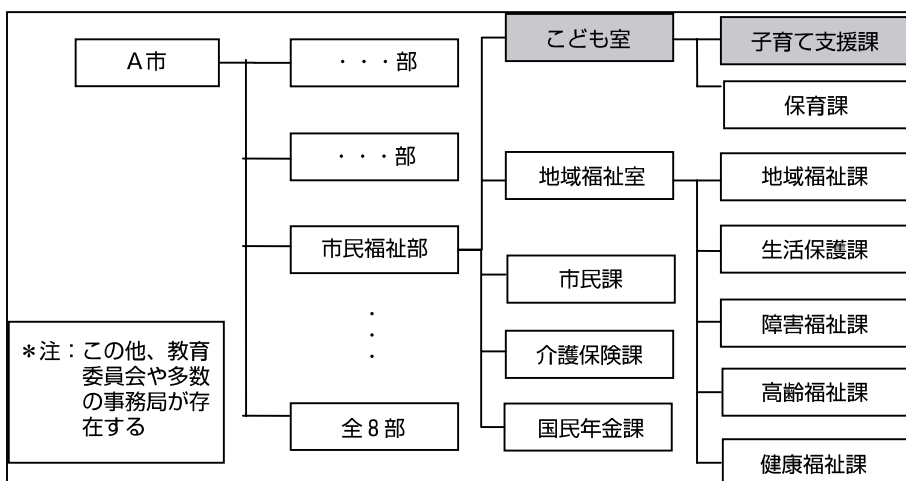 A市
・・・部
・・・部
市民福祉部
・
・
・
全8部
こども室
地域福祉室
市民課
介護保険課
国民年金課
子育て支援課
保育課
地域福祉課
生活保護課
障害福祉課
高齢福祉課
健康福祉課
*注：この他、教育
委員会や多数
の事務局が存
在する